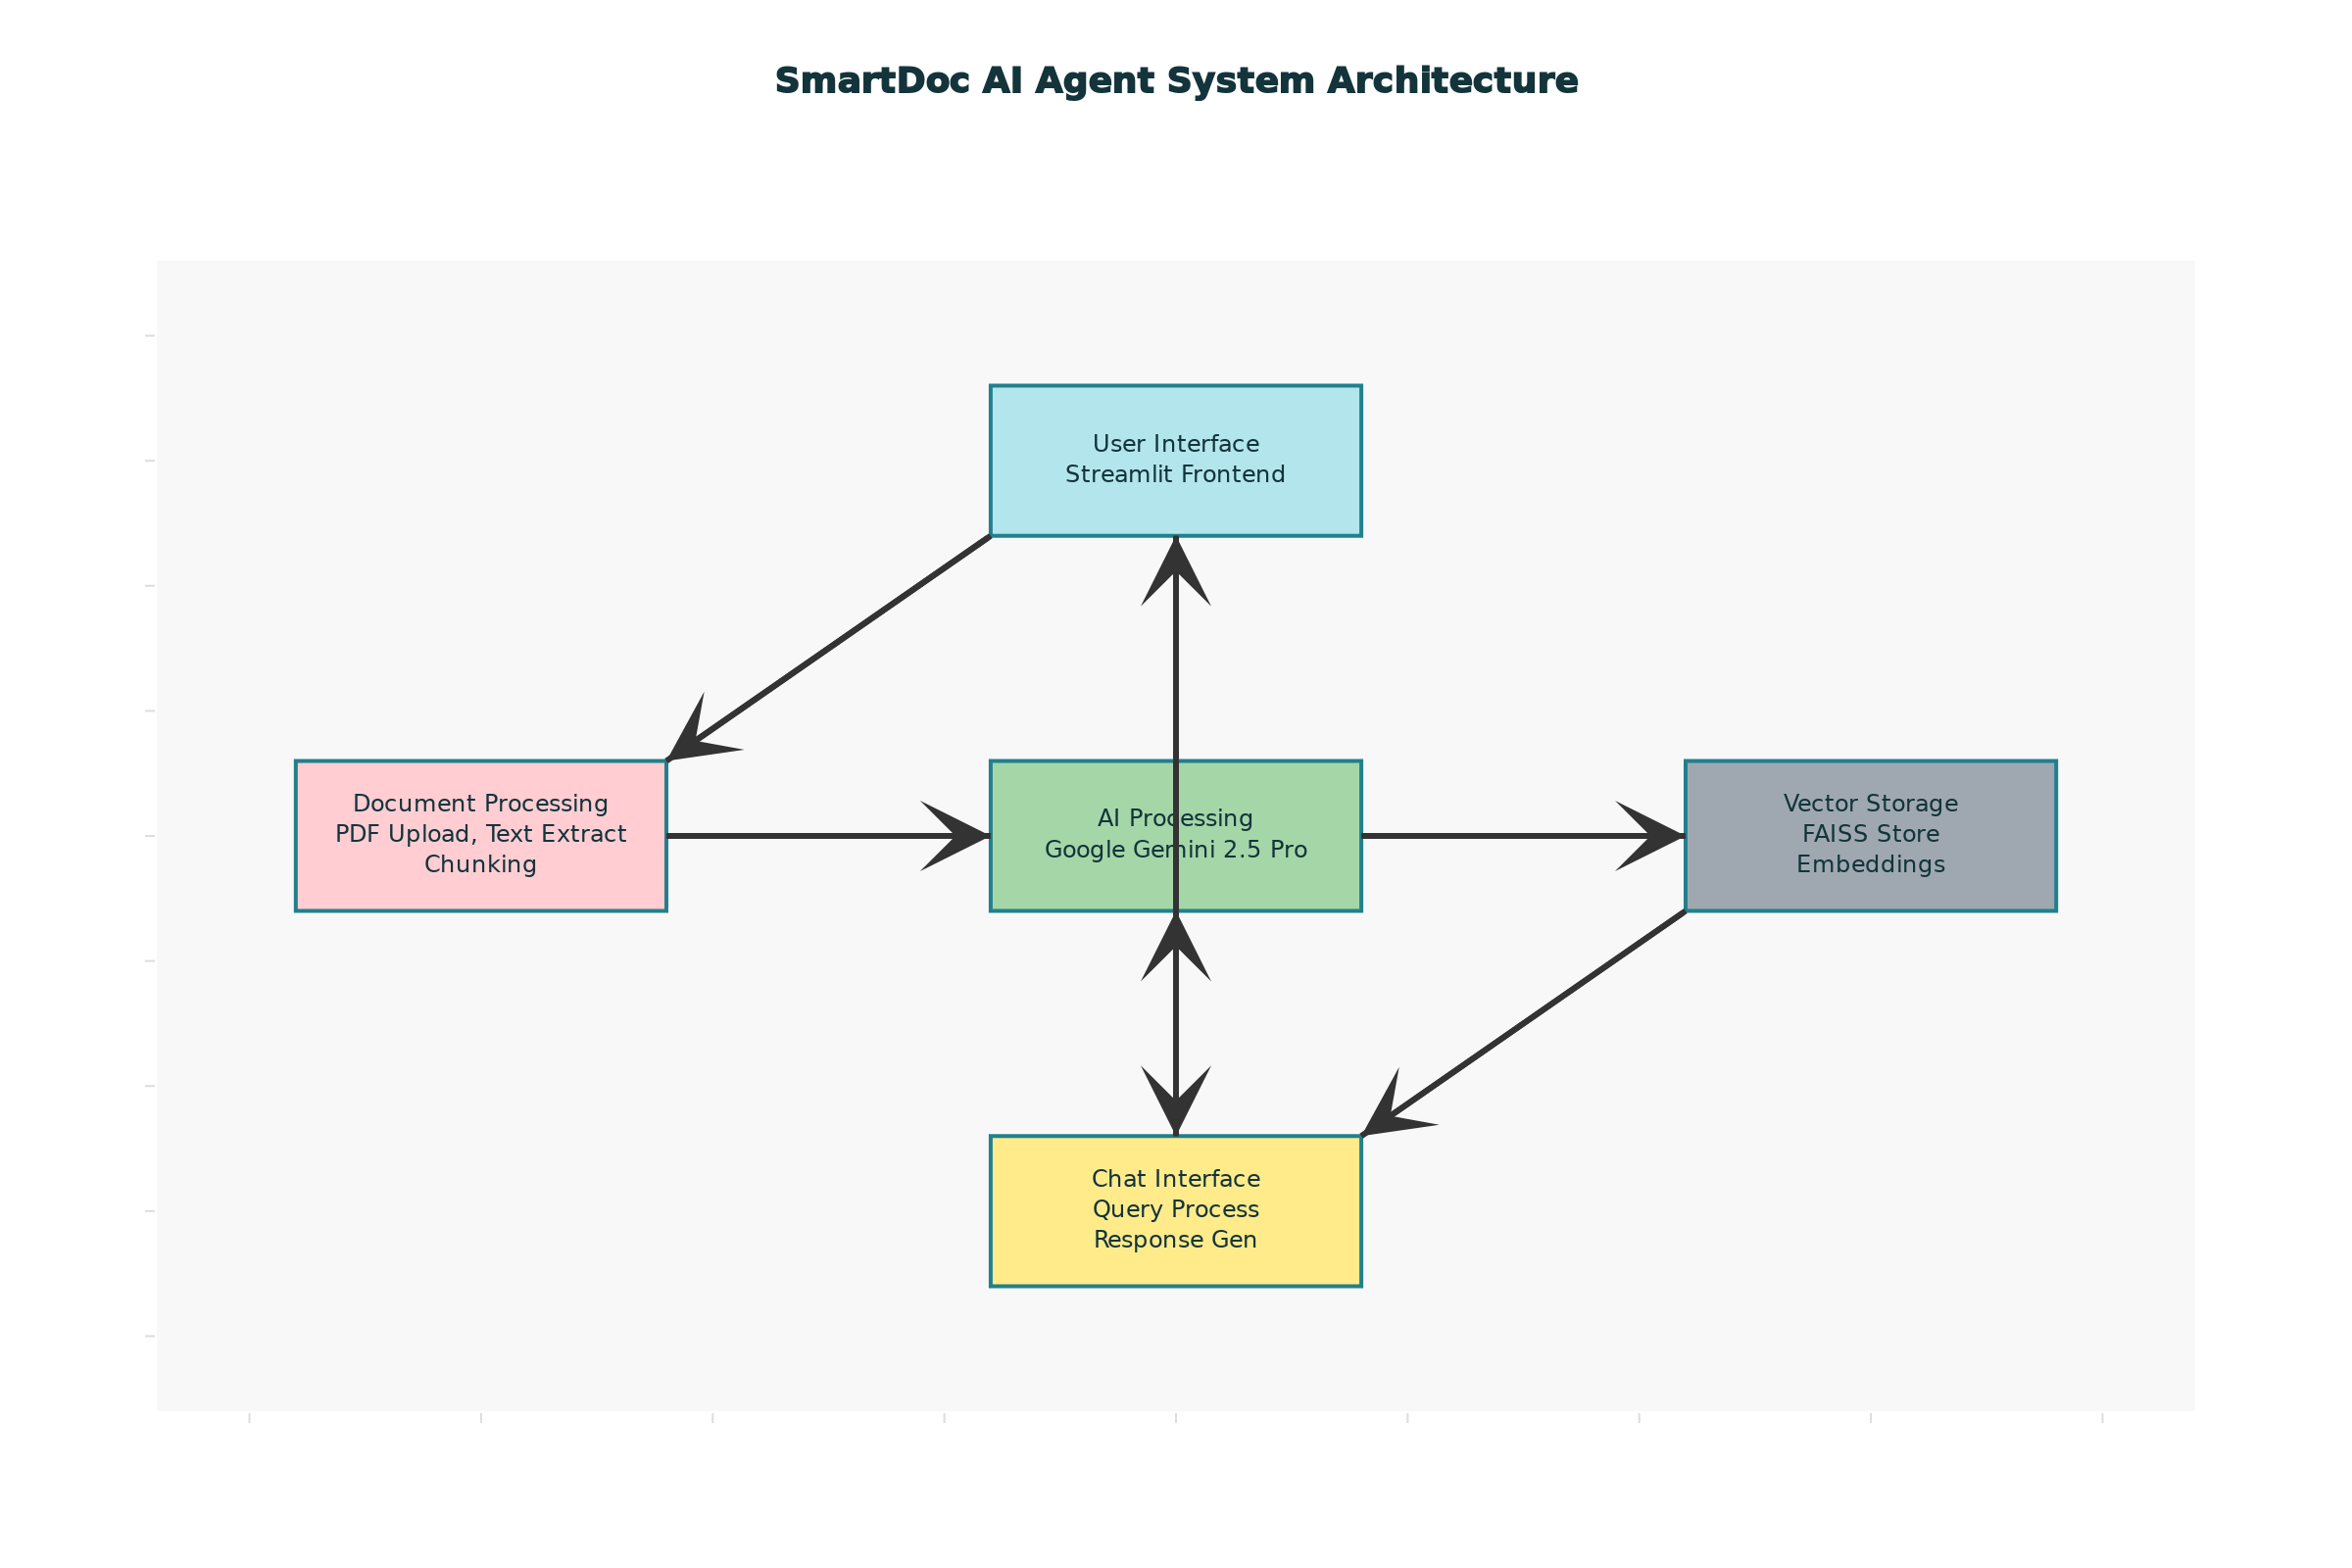 SmartDoc AI Agent System Architecture
User Interface
Streamlit Frontend
Document Processing
PDF Upload, Text Extract
Chunking
AI Processing
Google Gemini 2.5 Pro
Vector Storage
FAISS Store
Embeddings
Chat Interface
Query Process
Response Gen